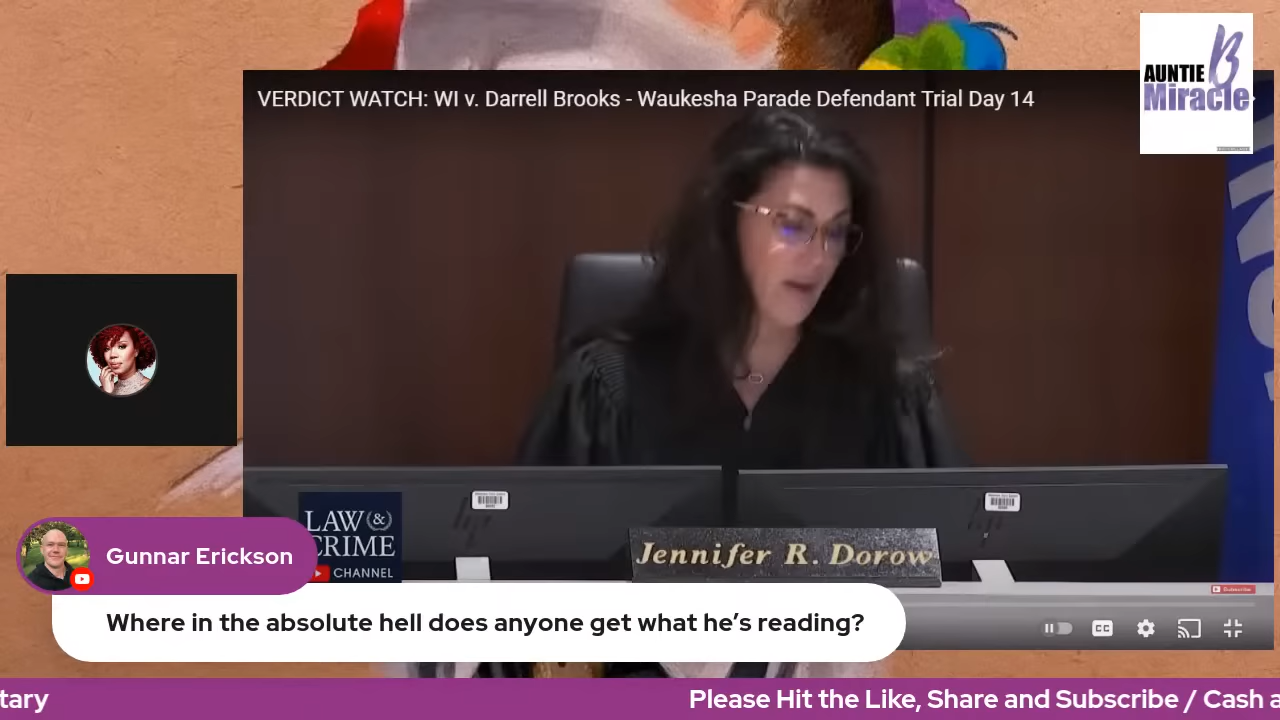 VERDICT WATCH: WI v. Darrell Brooks - Waukesha Parade Defendant Trial Day 14
AUNTIE B
Miracle
LAW &
CRIME
CHANNEL
Jennifer R. Dorow
Subscribe
CC
Gunnar Erickson
Where in the absolute hell does anyone get what he’s reading?
tary
Please Hit the Like, Share and Subscribe / Cash a